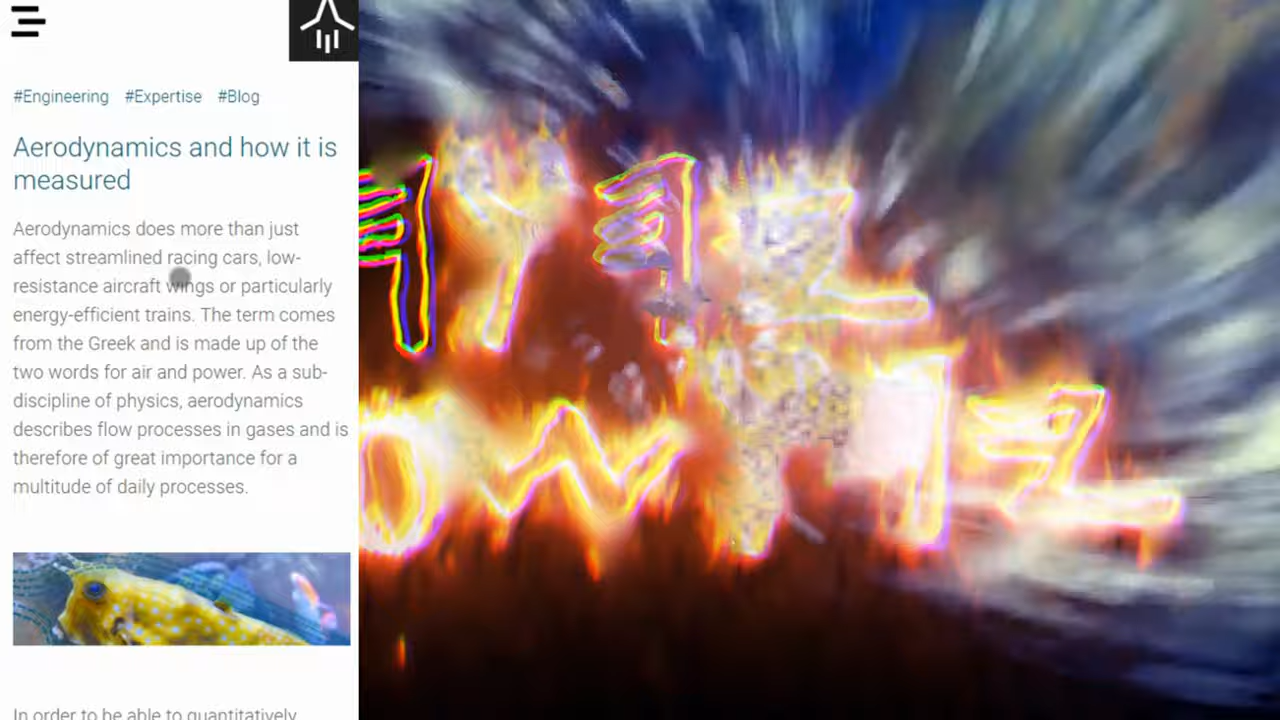 #Engineering #Expertise #Blog
Aerodynamics and how it is
measured
Aerodynamics does more than just
affect streamlined racing cars, low-
resistance aircraft wings or particularly
energy-efficient trains. The term comes
from the Greek and is made up of the
two words for air and power. As a sub-
discipline of physics, aerodynamics
describes flow processes in gases and is
therefore of great importance for a
multitude of daily processes.
In order to be able to quantitatively